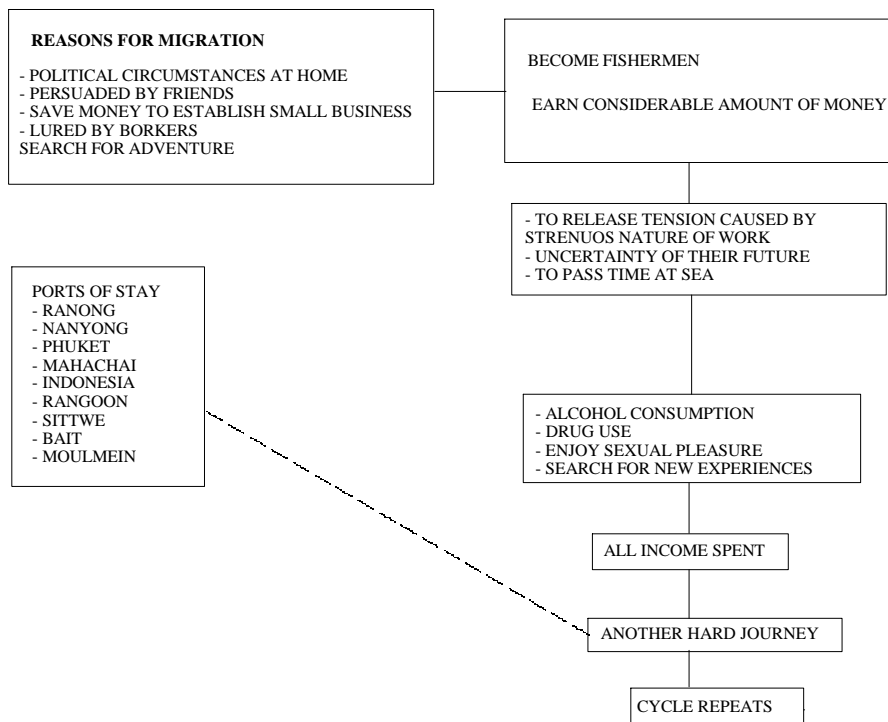 REASONS FOR MIGRATION
- POLITICAL CIRCUMSTANCES AT HOME
- PERSUADED BY FRIENDS
- SAVE MONEY TO ESTABLISH SMALL BUSINESS
- LURED BY BORKERS
SEARCH FOR ADVENTURE
BECOME FISHERMEN
EARN CONSIDERABLE AMOUNT OF MONEY
- TO RELEASE TENSION CAUSED BY
STRENUOS NATURE OF WORK
- UNCERTAINTY OF THEIR FUTURE
- TO PASS TIME AT SEA
PORTS OF STAY
- RANONG
- NANYONG
- PHUKET
- MAHACHAI
- INDONESIA
- RANGOON
- SITTWE
- BAIT
- MOULMEIN
- ALCOHOL CONSUMPTION
- DRUG USE
- ENJOY SEXUAL PLEASURE
- SEARCH FOR NEW EXPERIENCES
ALL INCOME SPENT
ANOTHER HARD JOURNEY
CYCLE REPEATS